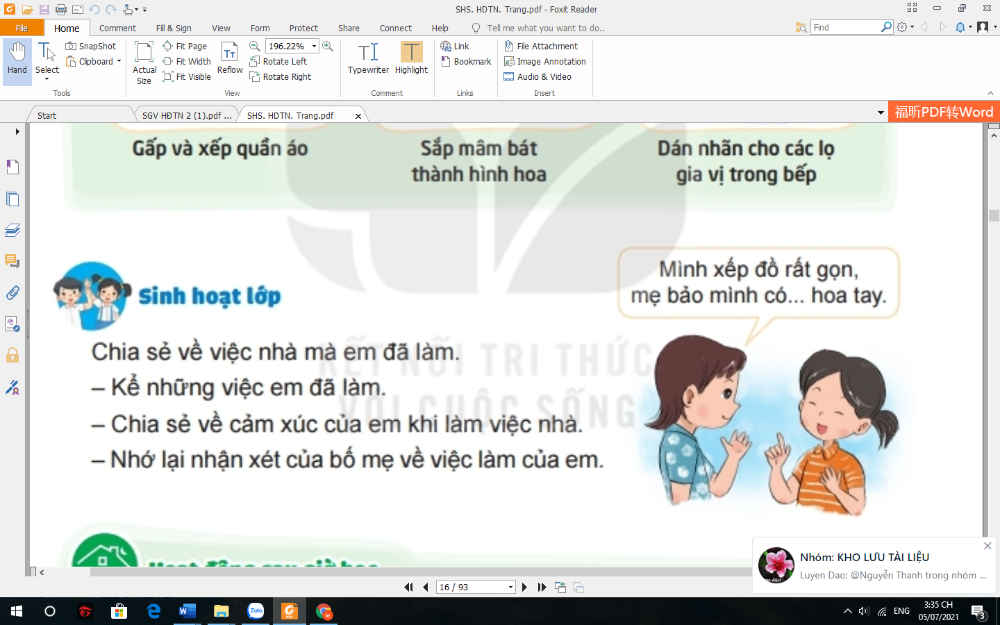 SHS. HDTN. Trang.pdf - Foxit Reader
File Home Comment Fill & Sign View Form Protect Share Connect Help Tell me what you want to do.. Find
Hand
Select
SnapShot
Clipboard
Tools
Actual Size
Fit Page
Fit Width
Fit Visible
Reflow
196.22%
Rotate Left
Rotate Right
View
Typewriter
Highlight
Comment
Link
Bookmark
Links
File Attachment
Image Annotation
Audio & Video
Insert
Start SGV HĐTN 2 (1).pdf ... SHS. HDTN. Trang.pdf 福昕PDF转Word
Gấp và xếp quần áo
Sắp mâm bát
thành hình hoa
Dán nhãn cho các lọ
gia vị trong bếp
Mình xếp đồ rất gọn,
mẹ bảo mình có... hoa tay.
Sinh hoạt lớp
KẾT NỐI TRI THỨC
VỚI CUỘC SỐNG
Chia sẻ về việc nhà mà em đã làm.
– Kể những việc em đã làm.
– Chia sẻ về cảm xúc của em khi làm việc nhà.
– Nhớ lại nhận xét của bố mẹ về việc làm của em.
Hoạt động sau giờ học
Nhóm: KHO LƯU TÀI LIỆU
Luyen Dao: @Nguyễn Thanh trong nhóm ...
16 / 93
Zalo
ENG
3:35 CH
05/07/2021
3